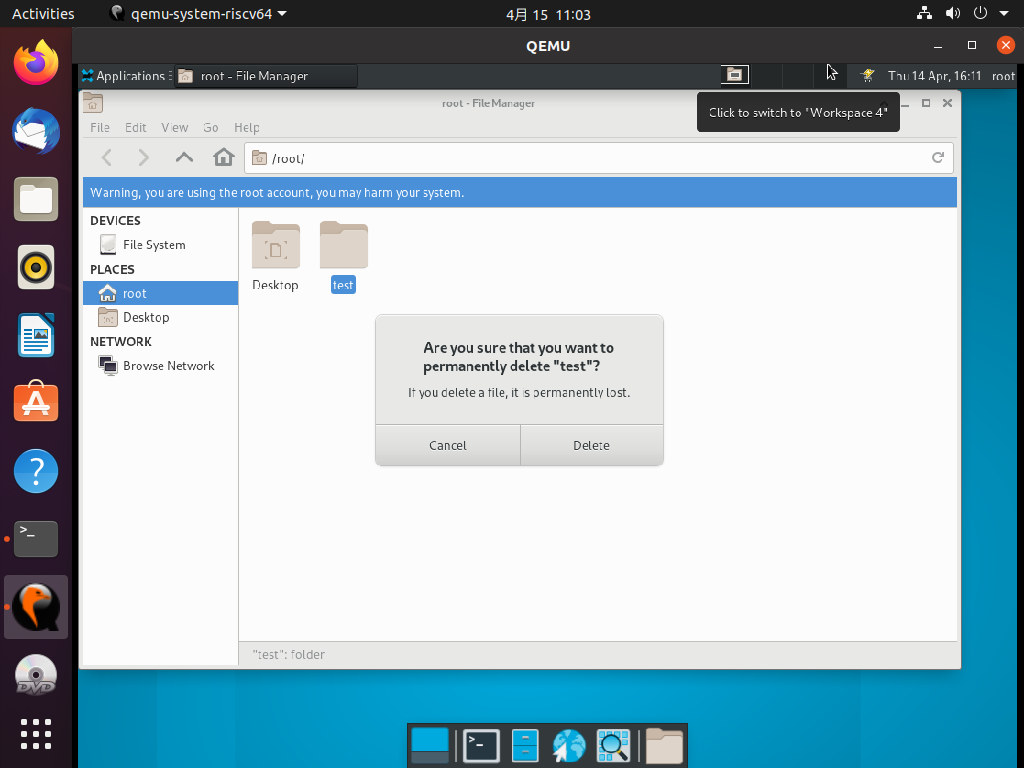 Activities qemu-system-riscv64 4月 15 11:03
QEMU
Applications root - File Manager Thu 14 Apr, 16:11 root
root - File Manager
Click to switch to "Workspace 4"
File Edit View Go Help
/root/
Warning, you are using the root account, you may harm your system.
DEVICES
File System
PLACES
root
Desktop
NETWORK
Browse Network
Desktop test
Are you sure that you want to
permanently delete "test"?
If you delete a file, it is permanently lost.
Cancel Delete
"test": folder
>_
?
DVD
>_